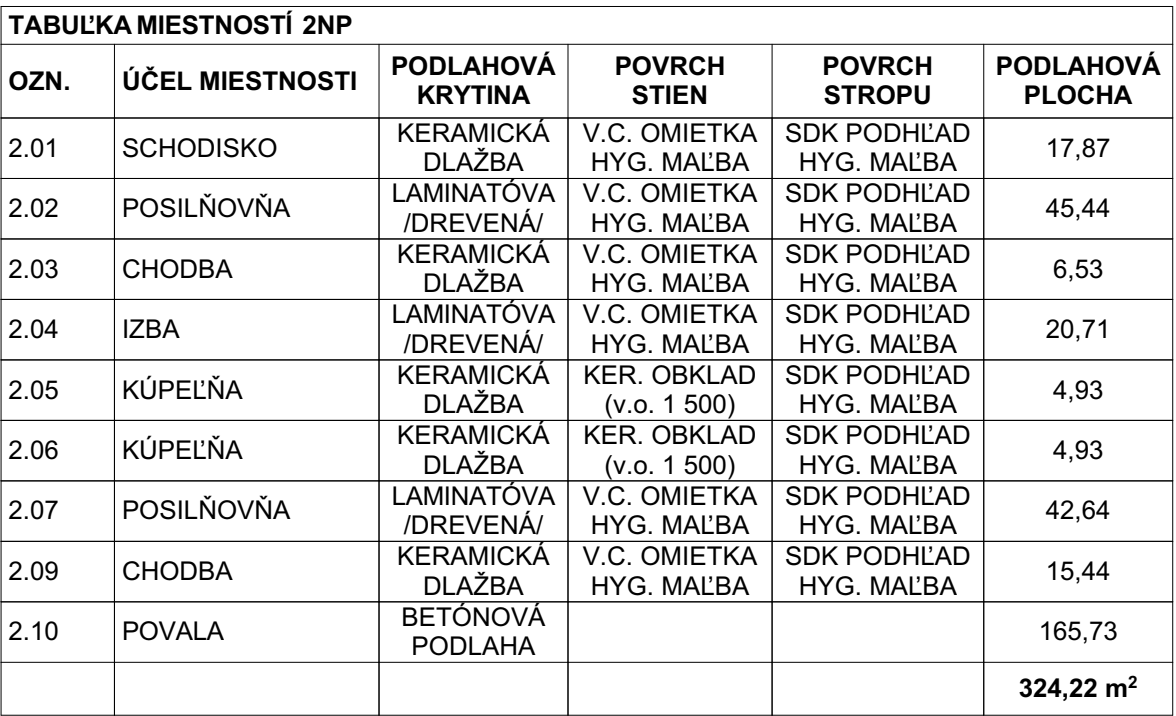 TABUĽKA MIESTNOSTÍ 2NP
OZN. ÚČEL MIESTNOSTI PODLAHOVÁ KRYTINA POVRCH STIEN POVRCH STROPU PODLAHOVÁ PLOCHA
2.01 SCHODISKO KERAMICKÁ DLAŽBA V.C. OMIETKA HYG. MAĽBA SDK PODHĽAD HYG. MAĽBA 17,87
2.02 POSILŇOVŇA LAMINATÓVA /DREVENÁ/ V.C. OMIETKA HYG. MAĽBA SDK PODHĽAD HYG. MAĽBA 45,44
2.03 CHODBA KERAMICKÁ DLAŽBA V.C. OMIETKA HYG. MAĽBA SDK PODHĽAD HYG. MAĽBA 6,53
2.04 IZBA LAMINATÓVA /DREVENÁ/ V.C. OMIETKA HYG. MAĽBA SDK PODHĽAD HYG. MAĽBA 20,71
2.05 KÚPEĽŇA KERAMICKÁ DLAŽBA KER. OBKLAD (v.o. 1 500) SDK PODHĽAD HYG. MAĽBA 4,93
2.06 KÚPEĽŇA KERAMICKÁ DLAŽBA KER. OBKLAD (v.o. 1 500) SDK PODHĽAD HYG. MAĽBA 4,93
2.07 POSILŇOVŇA LAMINATÓVA /DREVENÁ/ V.C. OMIETKA HYG. MAĽBA SDK PODHĽAD HYG. MAĽBA 42,64
2.09 CHODBA KERAMICKÁ DLAŽBA V.C. OMIETKA HYG. MAĽBA SDK PODHĽAD HYG. MAĽBA 15,44
2.10 POVALA BETÓNOVÁ PODLAHA 165,73
324,22 m²